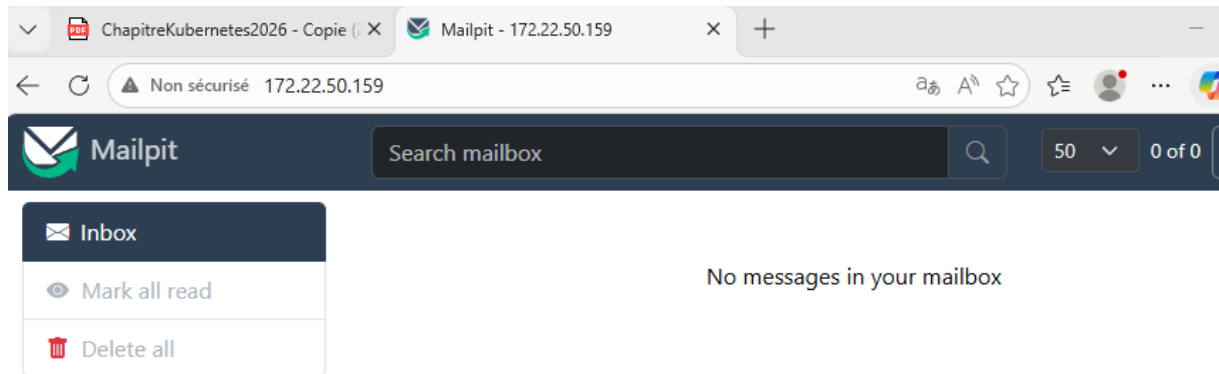 ChapitreKubernetes2026 - Copie (2
Mailpit - 172.22.50.159
Non sécurisé 172.22.50.159
Mailpit
Search mailbox
50
0 of 0
Inbox
No messages in your mailbox
Mark all read
Delete all